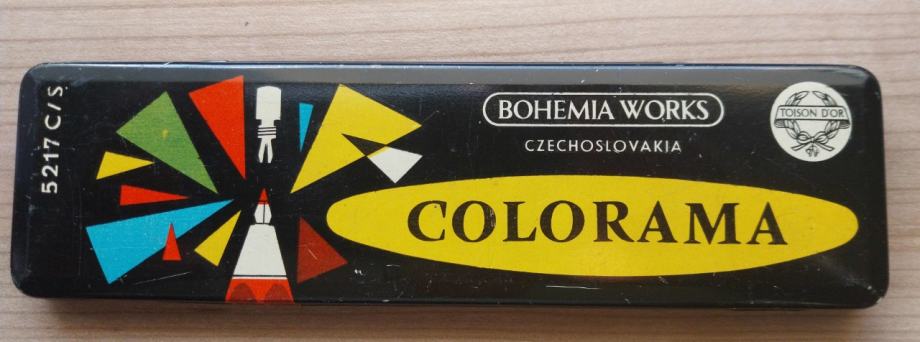 5217 C/S
BOHEMIA WORKS
CZECHOSLOVAKIA
TOISON D'OR
COLORAMA